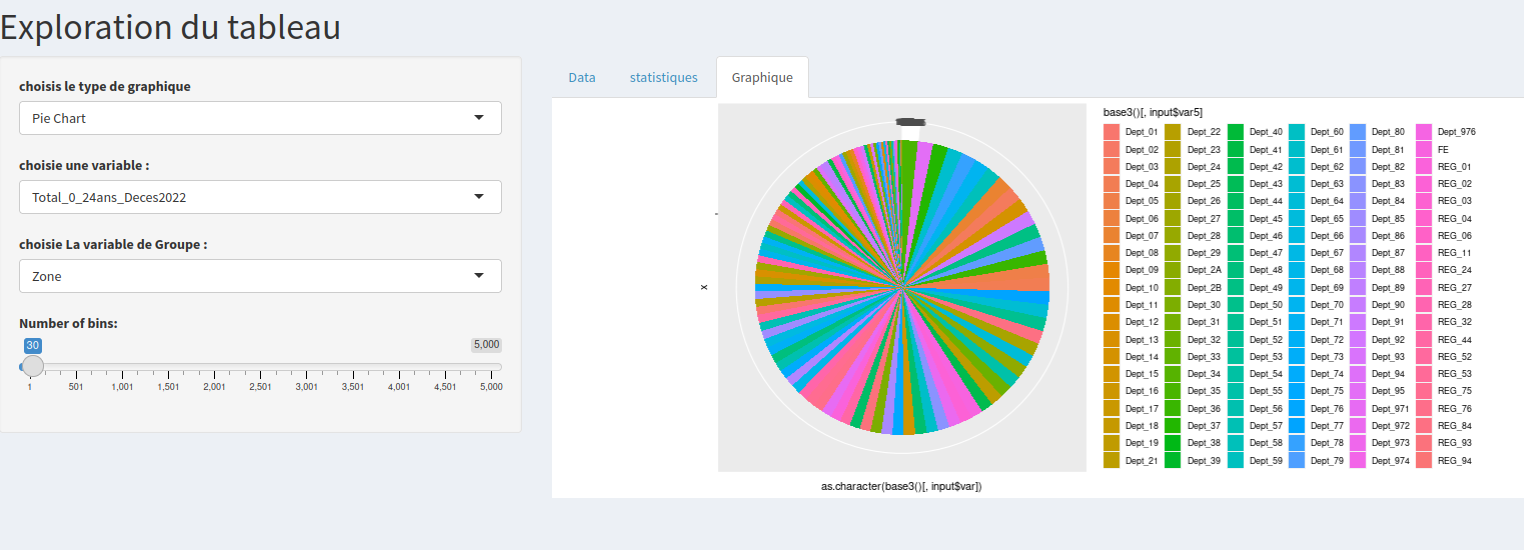 Exploration du tableau
choisis le type de graphique
Pie Chart
choisie une variable :
Total_0_24ans_Deces2022
choisie La variable de Groupe :
Zone
Number of bins:
30 5,000
1 501 1,001 1,501 2,001 2,501 3,001 3,501 4,001 4,501 5,000
Data statistiques Graphique
x
as.character(base3()[, input$var])
base3()[, input$var5]
Dept_01 Dept_22 Dept_40 Dept_60 Dept_80 Dept_976
Dept_02 Dept_23 Dept_41 Dept_61 Dept_81 FE
Dept_03 Dept_24 Dept_42 Dept_62 Dept_82 REG_01
Dept_04 Dept_25 Dept_43 Dept_63 Dept_83 REG_02
Dept_05 Dept_26 Dept_44 Dept_64 Dept_84 REG_03
Dept_06 Dept_27 Dept_45 Dept_65 Dept_85 REG_04
Dept_07 Dept_28 Dept_46 Dept_66 Dept_86 REG_06
Dept_08 Dept_29 Dept_47 Dept_67 Dept_87 REG_11
Dept_09 Dept_2A Dept_48 Dept_68 Dept_88 REG_24
Dept_10 Dept_2B Dept_49 Dept_69 Dept_89 REG_27
Dept_11 Dept_30 Dept_50 Dept_70 Dept_90 REG_28
Dept_12 Dept_31 Dept_51 Dept_71 Dept_91 REG_32
Dept_13 Dept_32 Dept_52 Dept_72 Dept_92 REG_44
Dept_14 Dept_33 Dept_53 Dept_73 Dept_93 REG_52
Dept_15 Dept_34 Dept_54 Dept_74 Dept_94 REG_53
Dept_16 Dept_35 Dept_55 Dept_75 Dept_95 REG_75
Dept_17 Dept_36 Dept_56 Dept_76 Dept_971 REG_76
Dept_18 Dept_37 Dept_57 Dept_77 Dept_972 REG_84
Dept_19 Dept_38 Dept_58 Dept_78 Dept_973 REG_93
Dept_21 Dept_39 Dept_59 Dept_79 Dept_974 REG_94